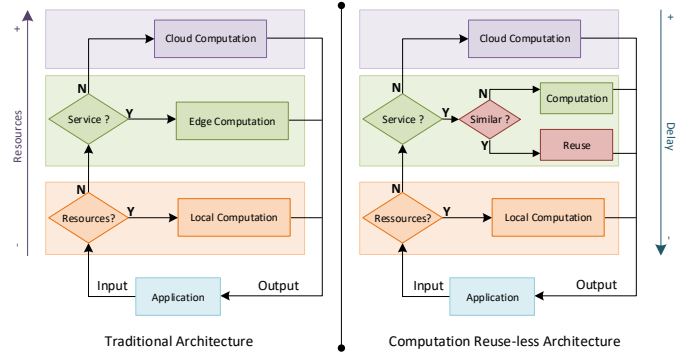 +
Resources
-
Cloud Computation
N
Service ?
Y
Edge Computation
N
Resources?
Y
Local Computation
Input
Output
Application
Traditional Architecture
Cloud Computation
N
Service ?
Y
Similar ?
N
Computation
Y
Reuse
N
Ressources?
Y
Local Computation
Input
Output
Application
Computation Reuse-less Architecture
+
Delay
-